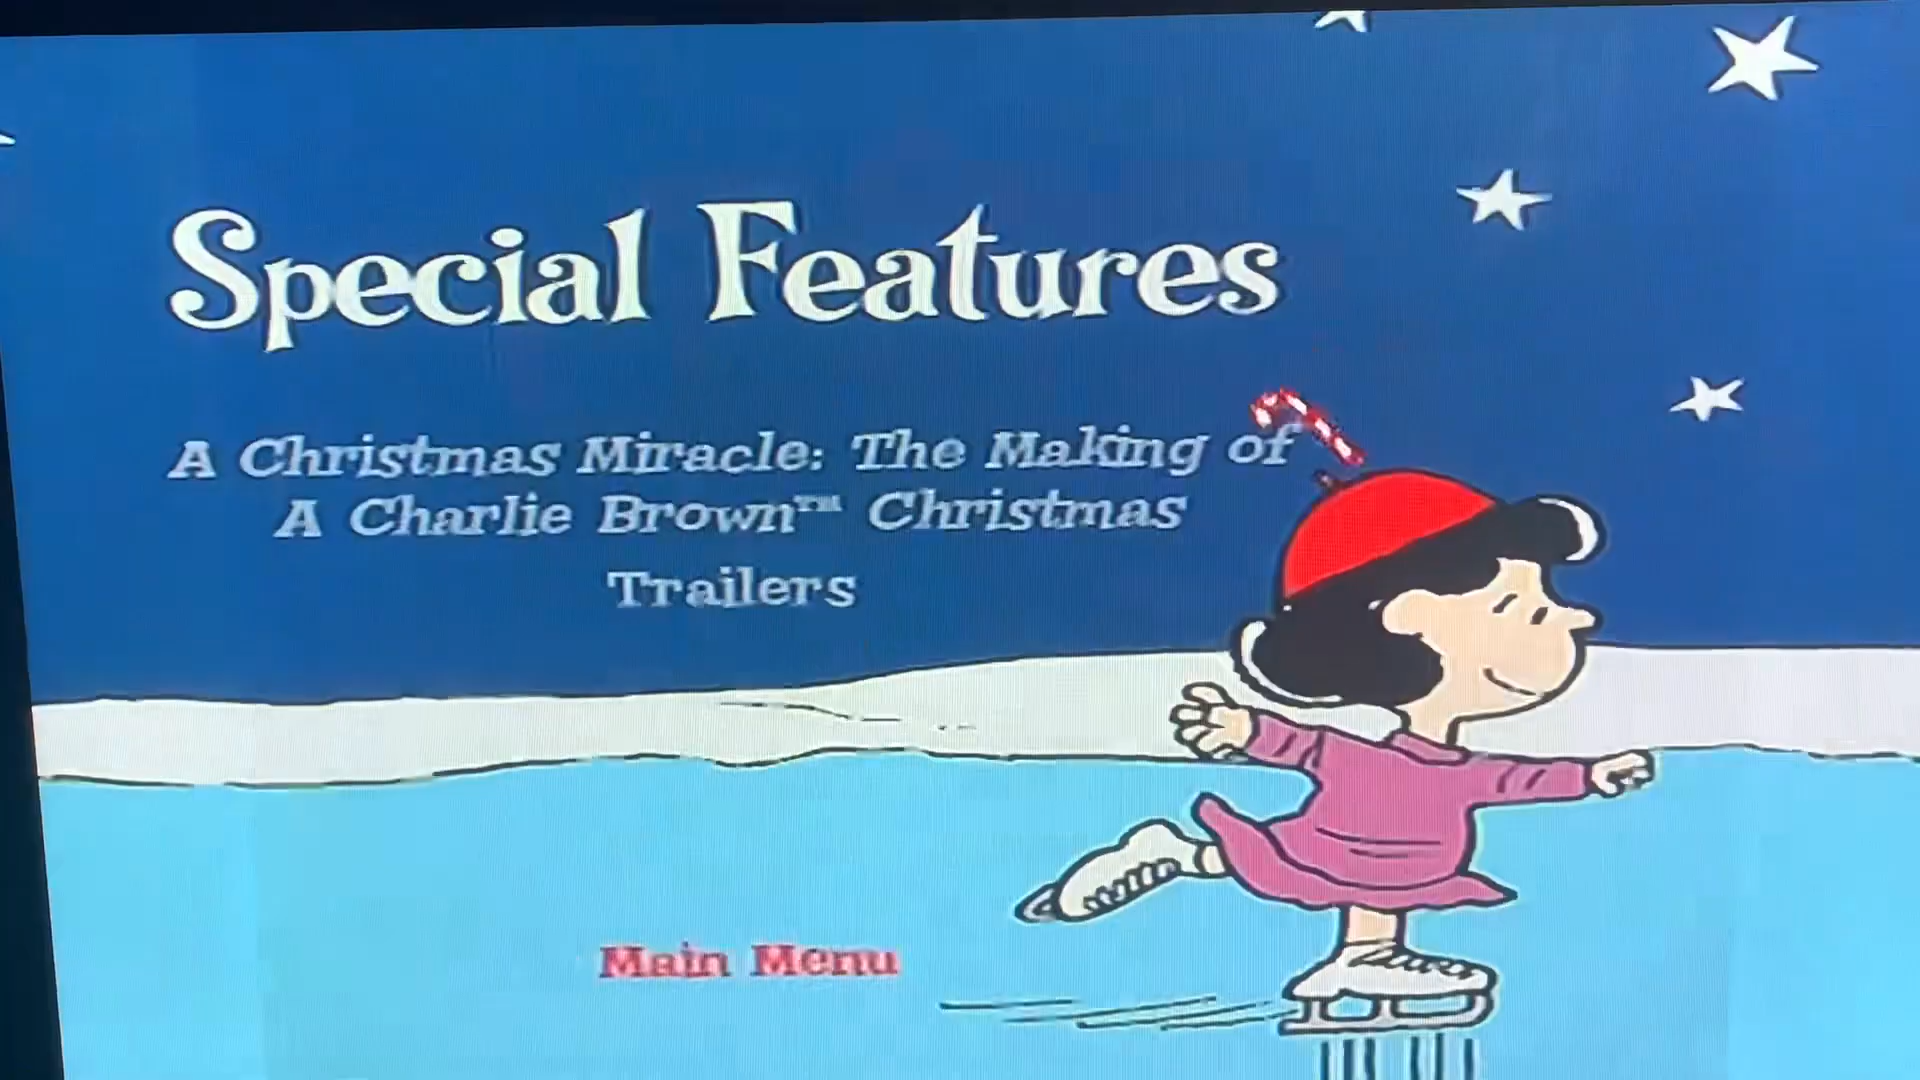 Special Features
A Christmas Miracle: The Making of
A Charlie Brown™ Christmas
Trailers
Main Menu